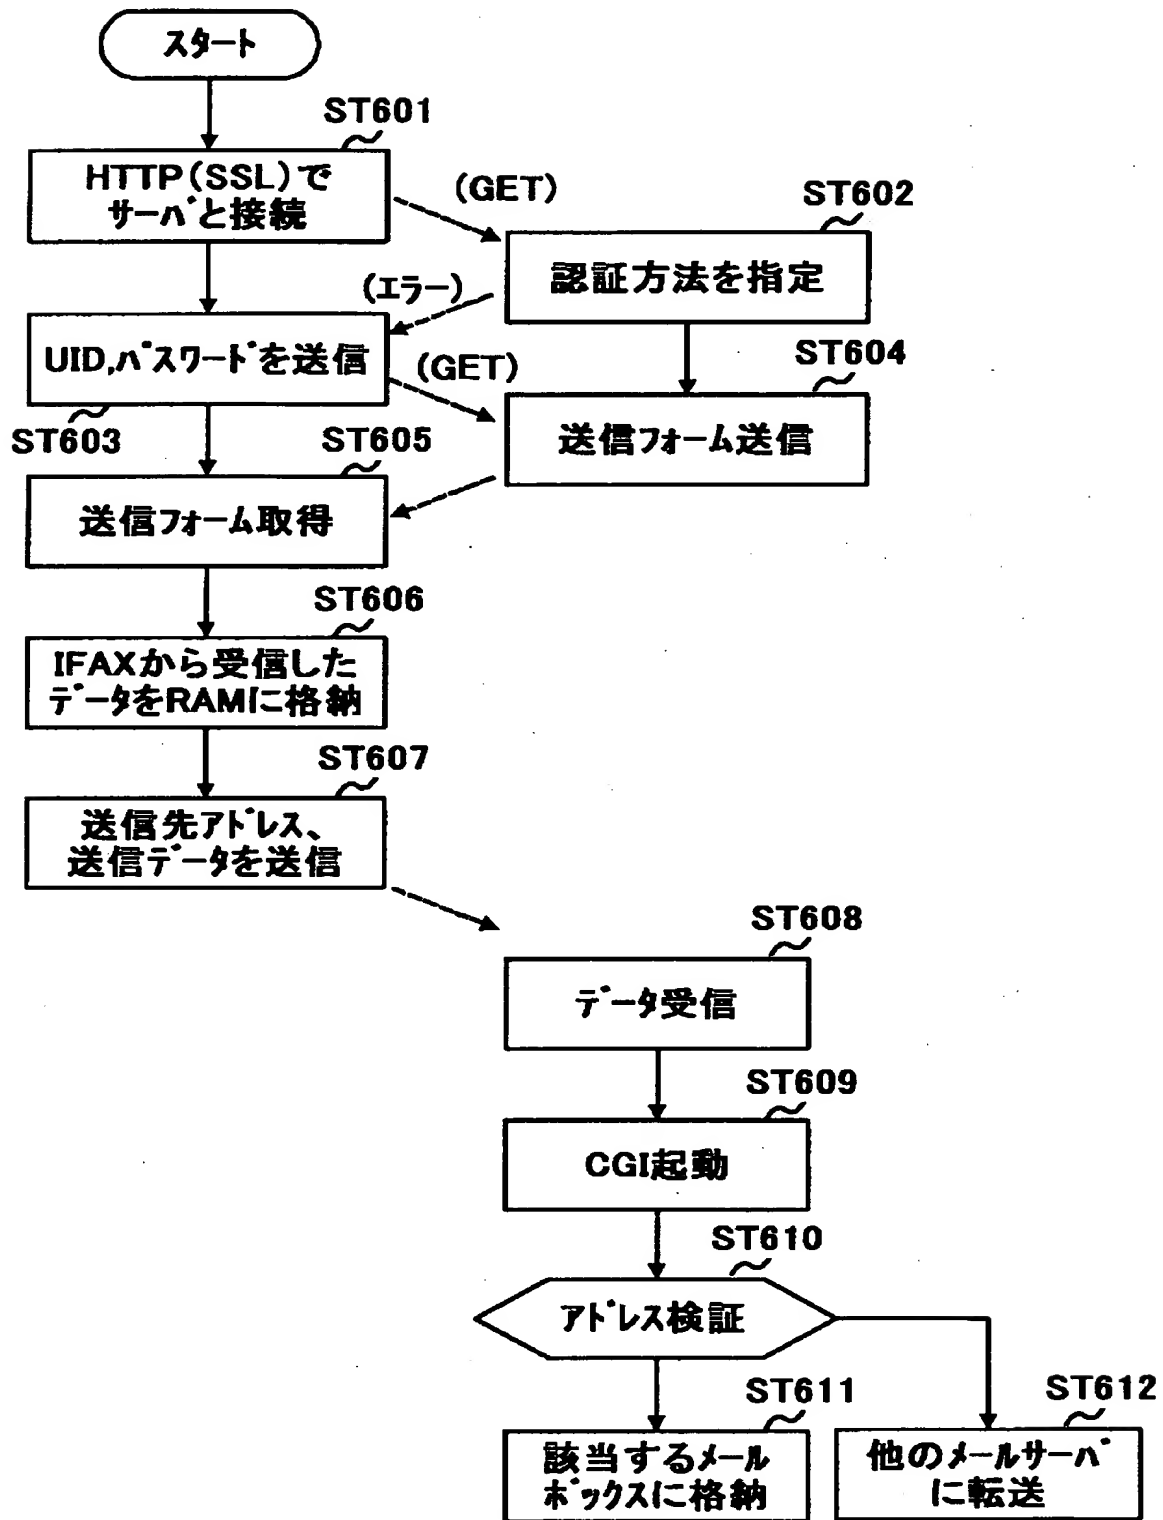 スタート
ST601
HTTP(SSL)で
サーバと接続
(GET)
ST602
認証方法を指定
(エラー)
UID,パスワードを送信
(GET)
ST604
ST603
ST605
送信フォーム送信
送信フォーム取得
ST606
IFAXから受信した
データをRAMに格納
ST607
送信先アドレス、
送信データを送信
ST608
データ受信
ST609
CGI起動
ST610
アドレス検証
ST611
ST612
該当するメール
ボックスに格納
他のメールサーバ
に転送